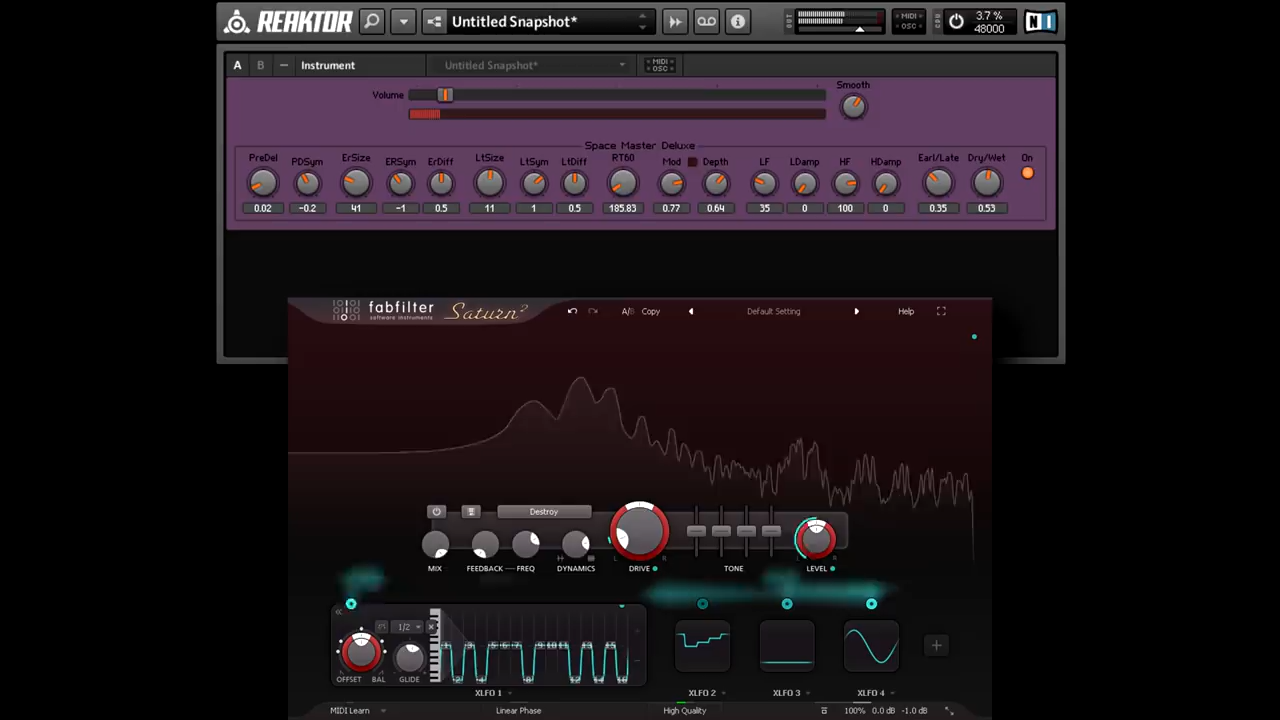 REAKTOR Untitled Snapshot* OUT MIDI OSC CPU 3.7 % 48000
A B Instrument Untitled Snapshot* MIDI OSC
Smooth
Volume
Space Master Deluxe
PreDel PDSym ErSize ERSym ErDiff LtSize LtSym LtDiff RT60 Mod Depth LF LDamp HF HDamp Earl/Late Dry/Wet On
0.02 -0.2 41 -1 0.5 11 1 0.5 185.83 0.77 0.64 35 0 100 0 0.35 0.53
fabfilter Saturn 2 A/B Copy Default Setting Help
software instruments
Destroy
L R L R
MIX FEEDBACK FREQ DYNAMICS DRIVE TONE LEVEL
1/2
OFFSET BAL GLIDE
XLFO 1 XLFO 2 XLFO 3 XLFO 4
MIDI Learn Linear Phase High Quality 100% 0.0 dB -1.0 dB